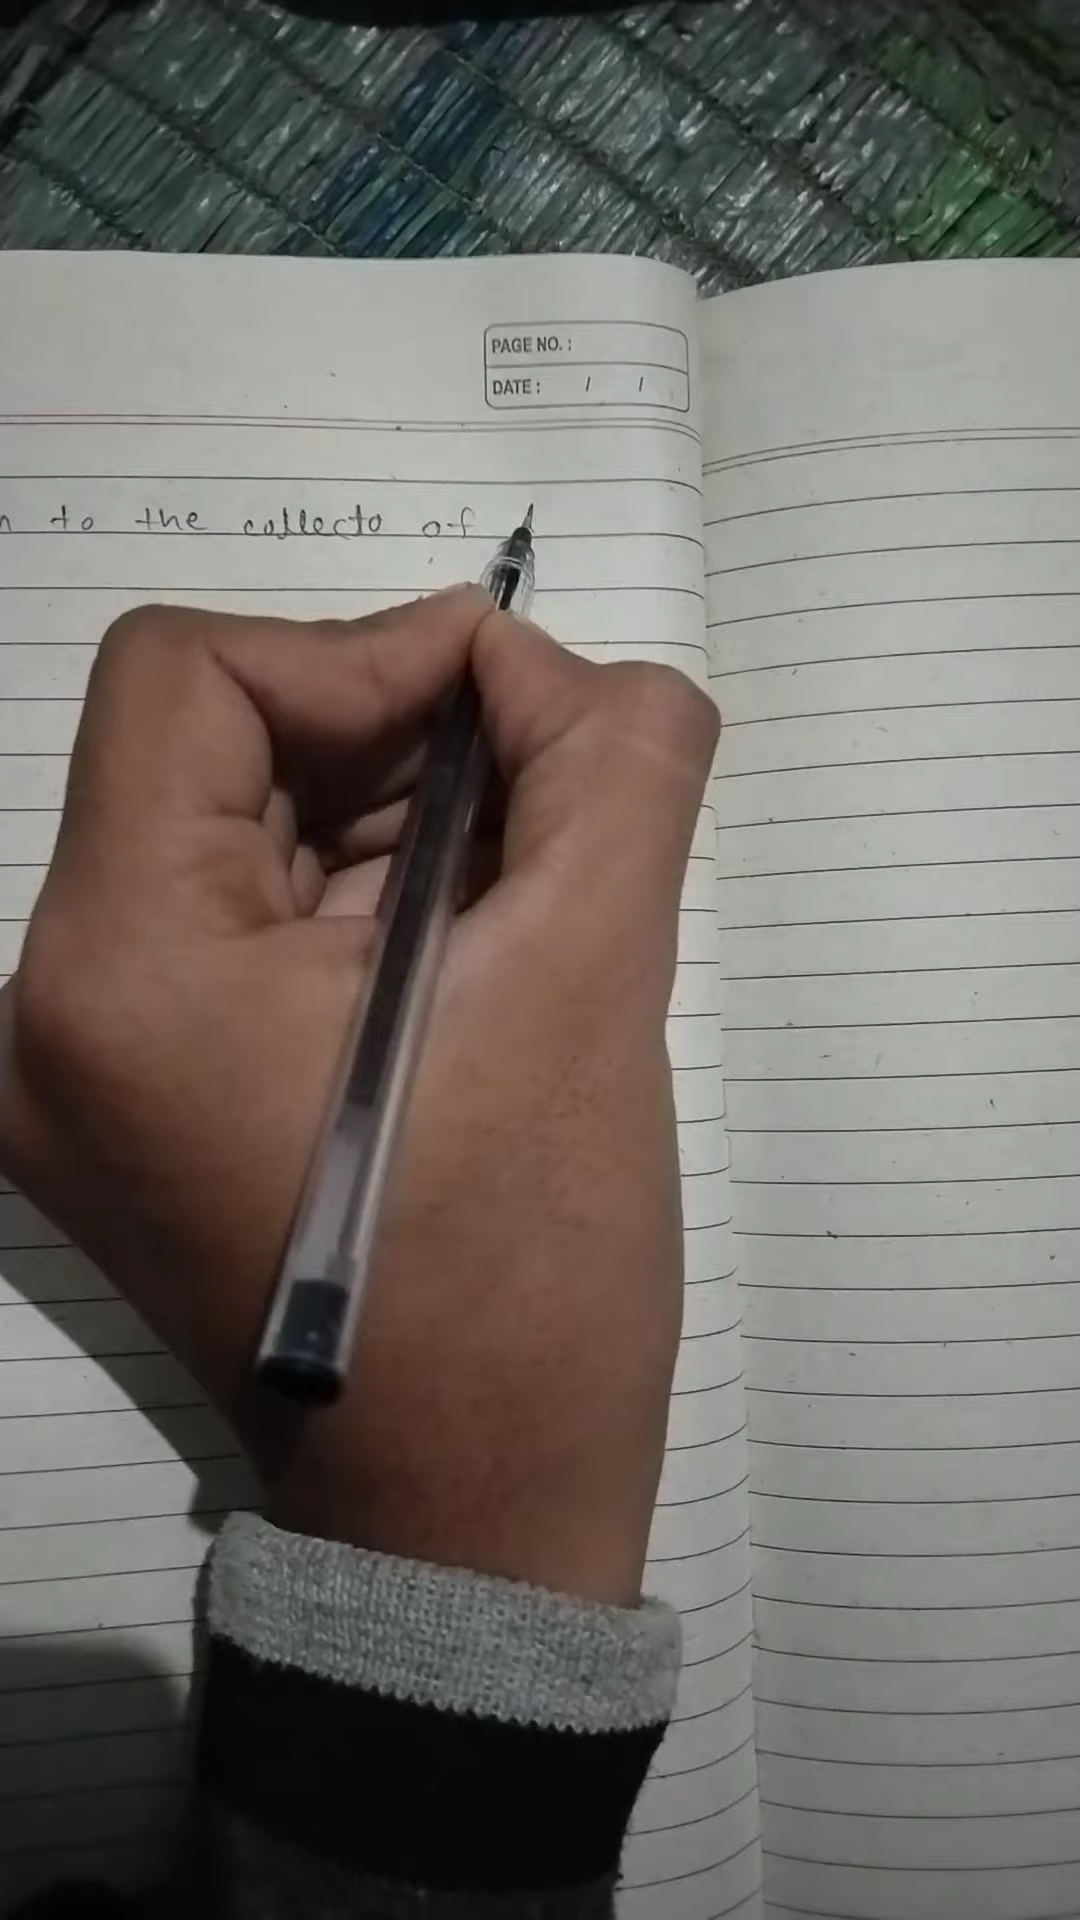 PAGE NO. :
DATE : / /
n to the collecto of